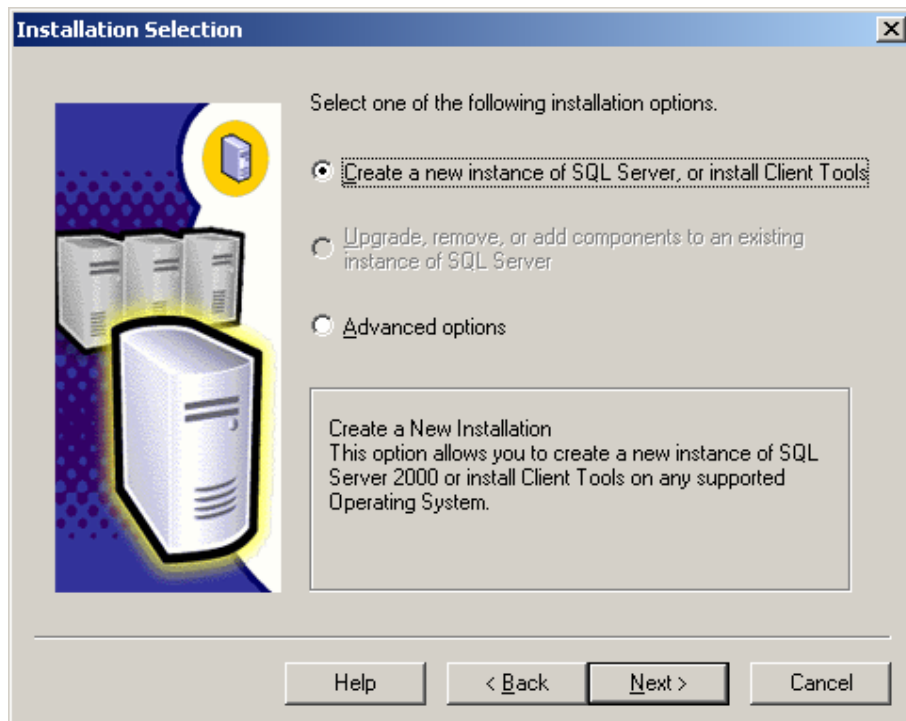 Installation Selection
Select one of the following installation options.
Create a new instance of SQL Server, or install Client Tools
Upgrade, remove, or add components to an existing
instance of SQL Server
Advanced options
Create a New Installation
This option allows you to create a new instance of SQL
Server 2000 or install Client Tools on any supported
Operating System.
Help
< Back
Next >
Cancel